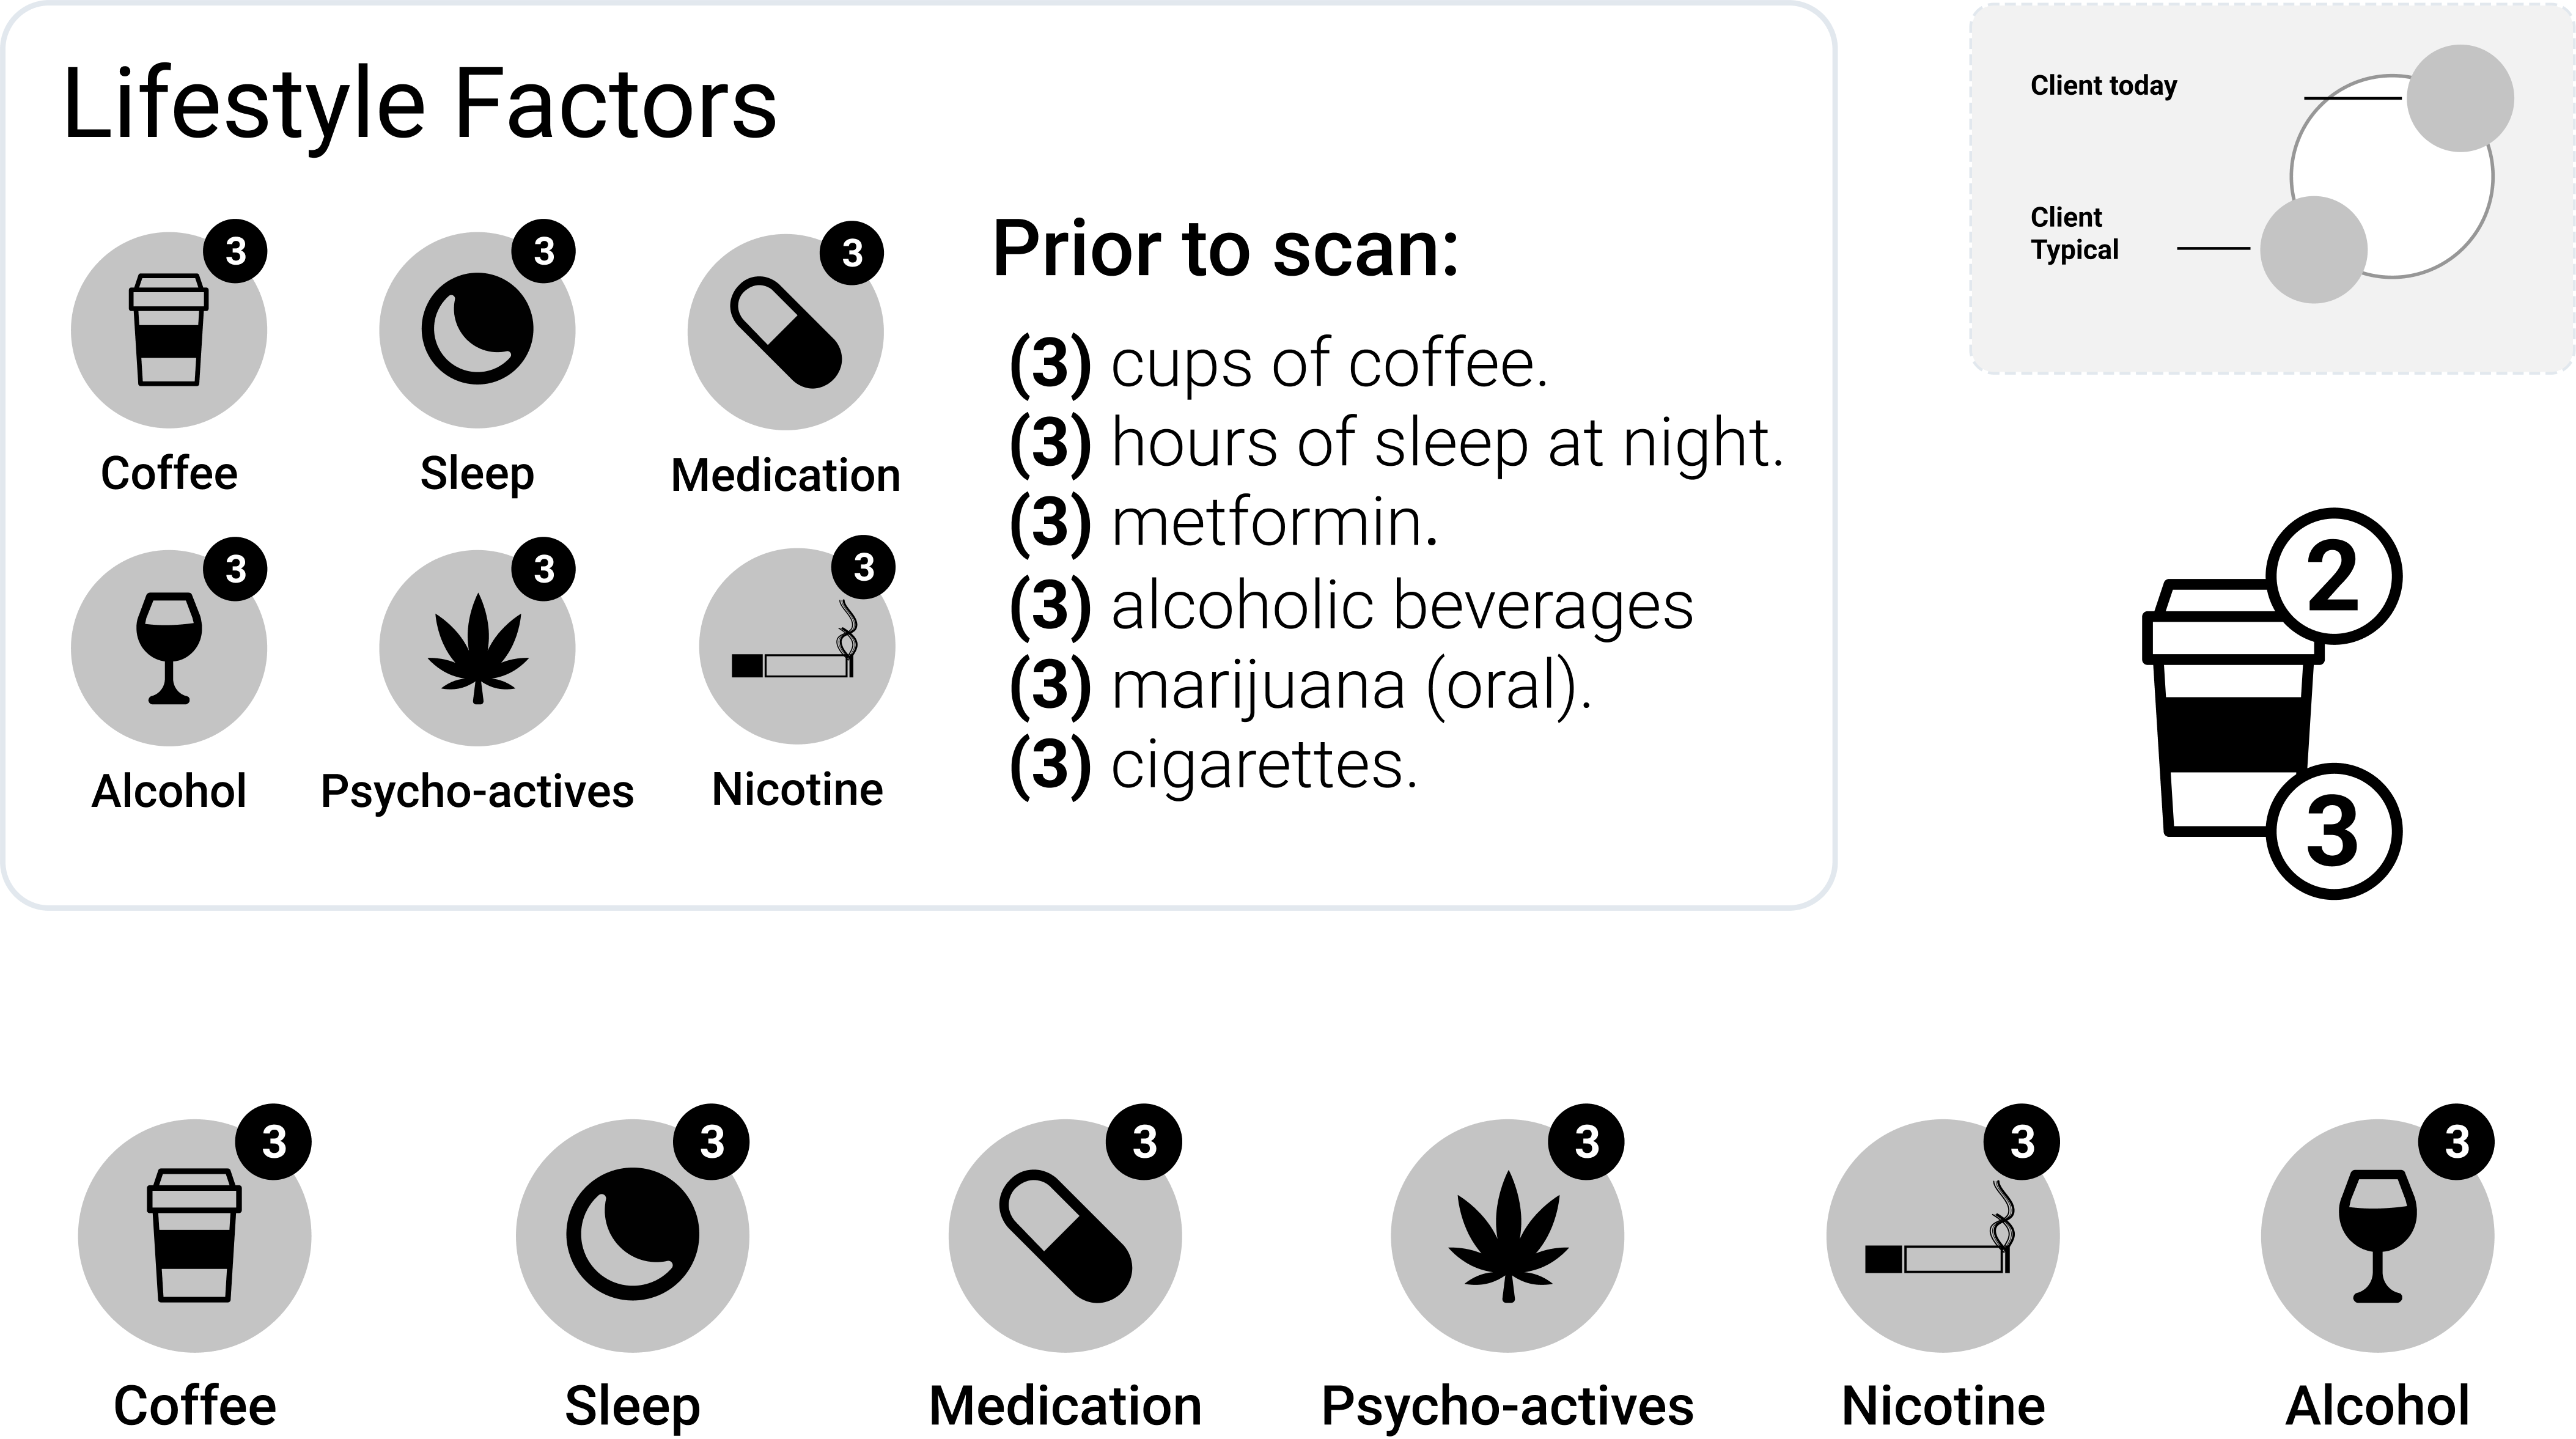 Lifestyle Factors
3
3
3
Coffee
Sleep
Medication
3
3
3
Alcohol
Psycho-actives
Nicotine
Prior to scan:
(3) cups of coffee.
(3) hours of sleep at night.
(3) metformin.
(3) alcoholic beverages
(3) marijuana (oral).
(3) cigarettes.
Client today
Client
Typical
2
3
3
3
3
3
3
3
Coffee
Sleep
Medication
Psycho-actives
Nicotine
Alcohol